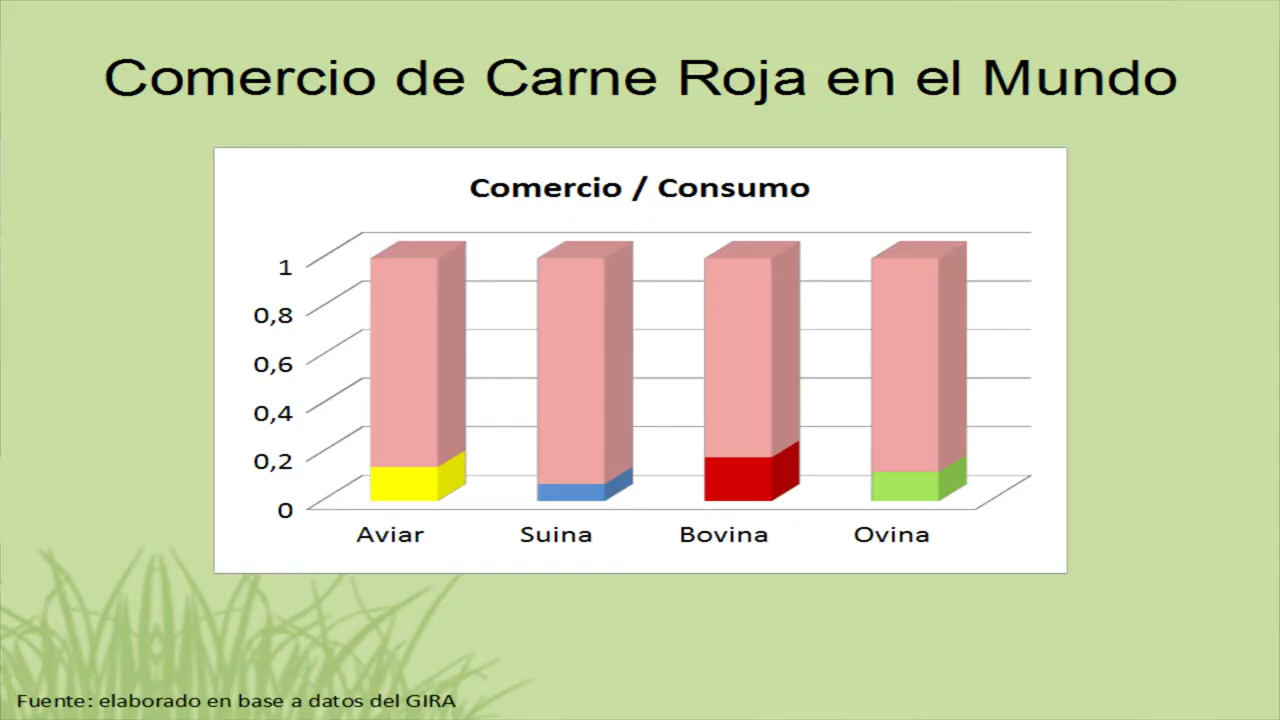 Comercio de Carne Roja en el Mundo
Comercio / Consumo
1
0,8
0,6
0,4
0,2
0
Aviar Suina Bovina Ovina
Fuente: elaborado en base a datos del GIRA